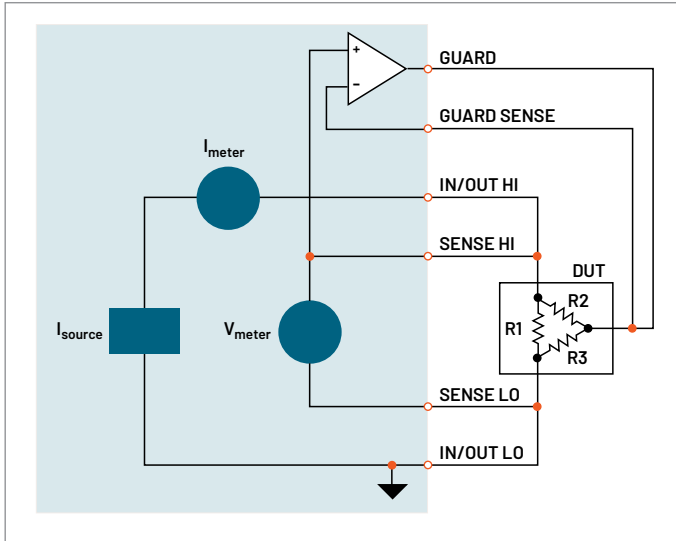 GUARD
+
−
GUARD SENSE
Imeter
IN/OUT HI
SENSE HI
DUT
R2
Isource
Vmeter
R1
R3
SENSE LO
IN/OUT LO